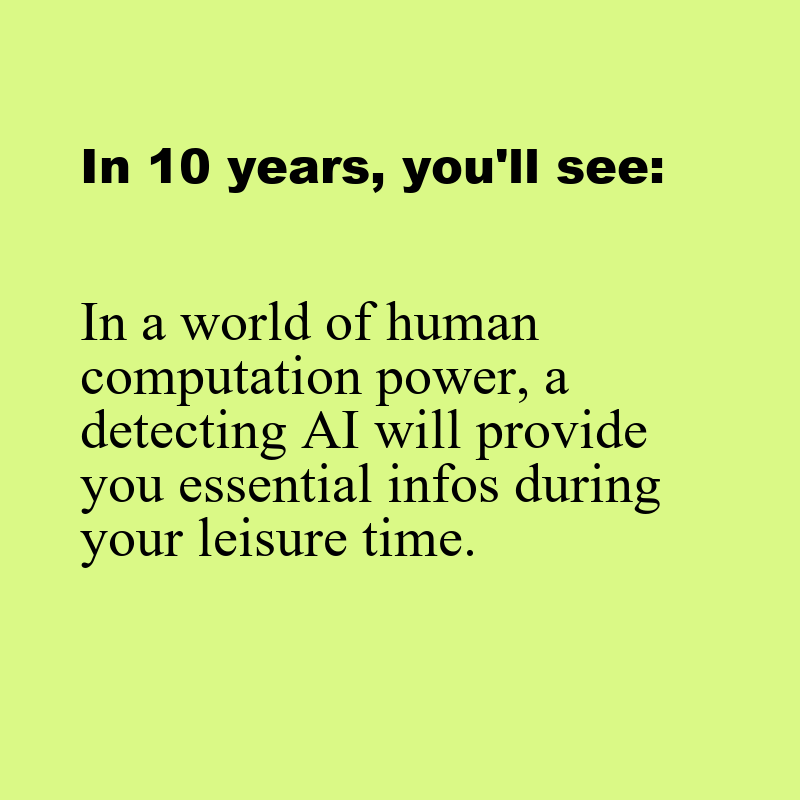 In 10 years, you'll see:
In a world of human
computation power, a
detecting AI will provide
you essential infos during
your leisure time.